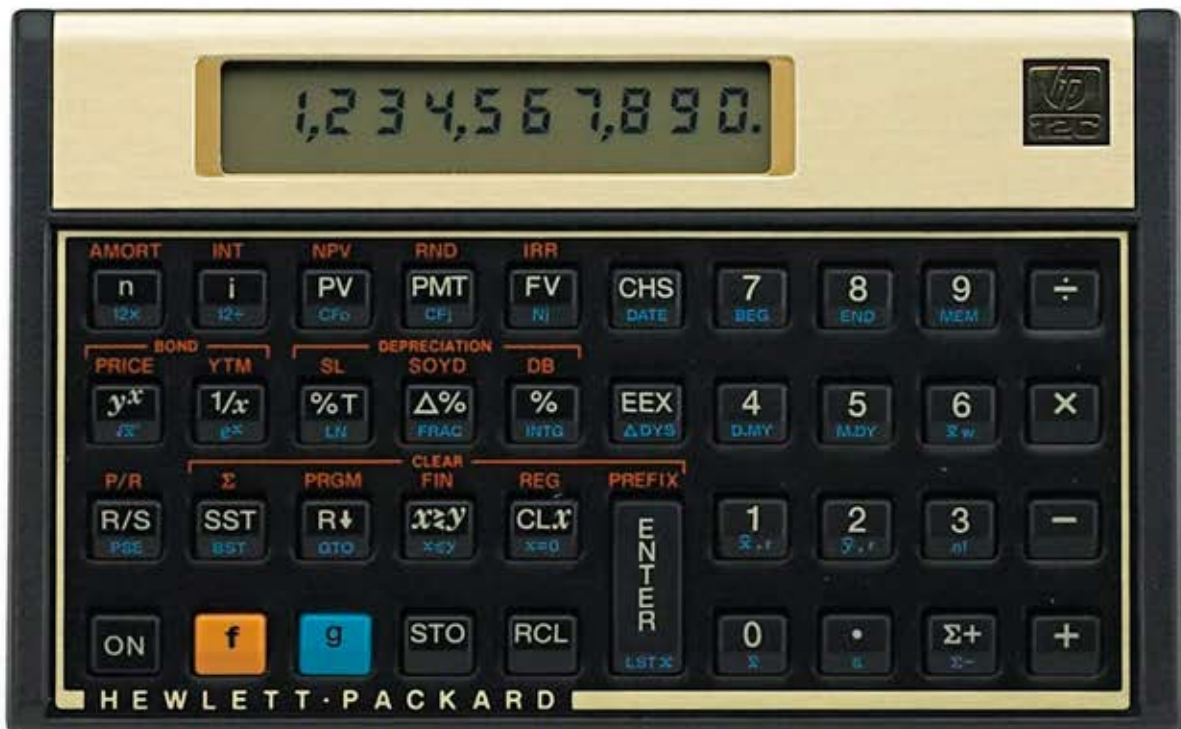 1,234,567,890.
hp
12C
AMORT INT NPV RND IRR
n i PV PMT FV CHS 7 8 9 ÷
12× 12÷ CFo CFj Nj DATE BEG END MEM
BOND DEPRECIATION
PRICE YTM SL SOYD DB
yˣ 1/x %T Δ% % EEX 4 5 6 ×
√x eˣ LN FRAC INTG ΔDYS D.MY M.DY x̄w
CLEAR
P/R Σ PRGM FIN REG PREFIX
R/S SST R↓ x≷y CLx ENTER 1 2 3 −
PSE BST GTO x≤y x=0 x̂,r ŷ,r n!
ON f g STO RCL 0 • Σ+ +
LSTx x̄ s Σ−
HEWLETT·PACKARD